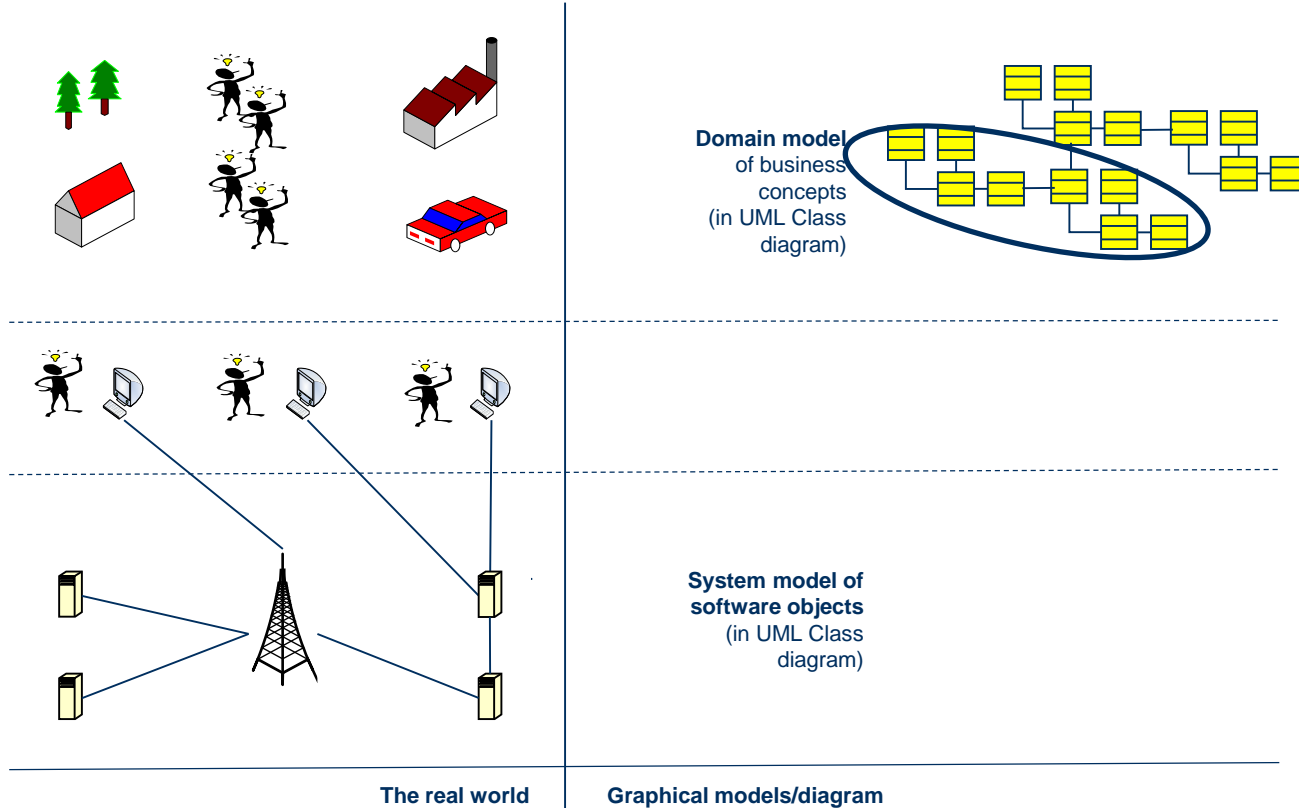 Domain model
of business
concepts
(in UML Class
diagram)
System model of
software objects
(in UML Class
diagram)
The real world
Graphical models/diagram